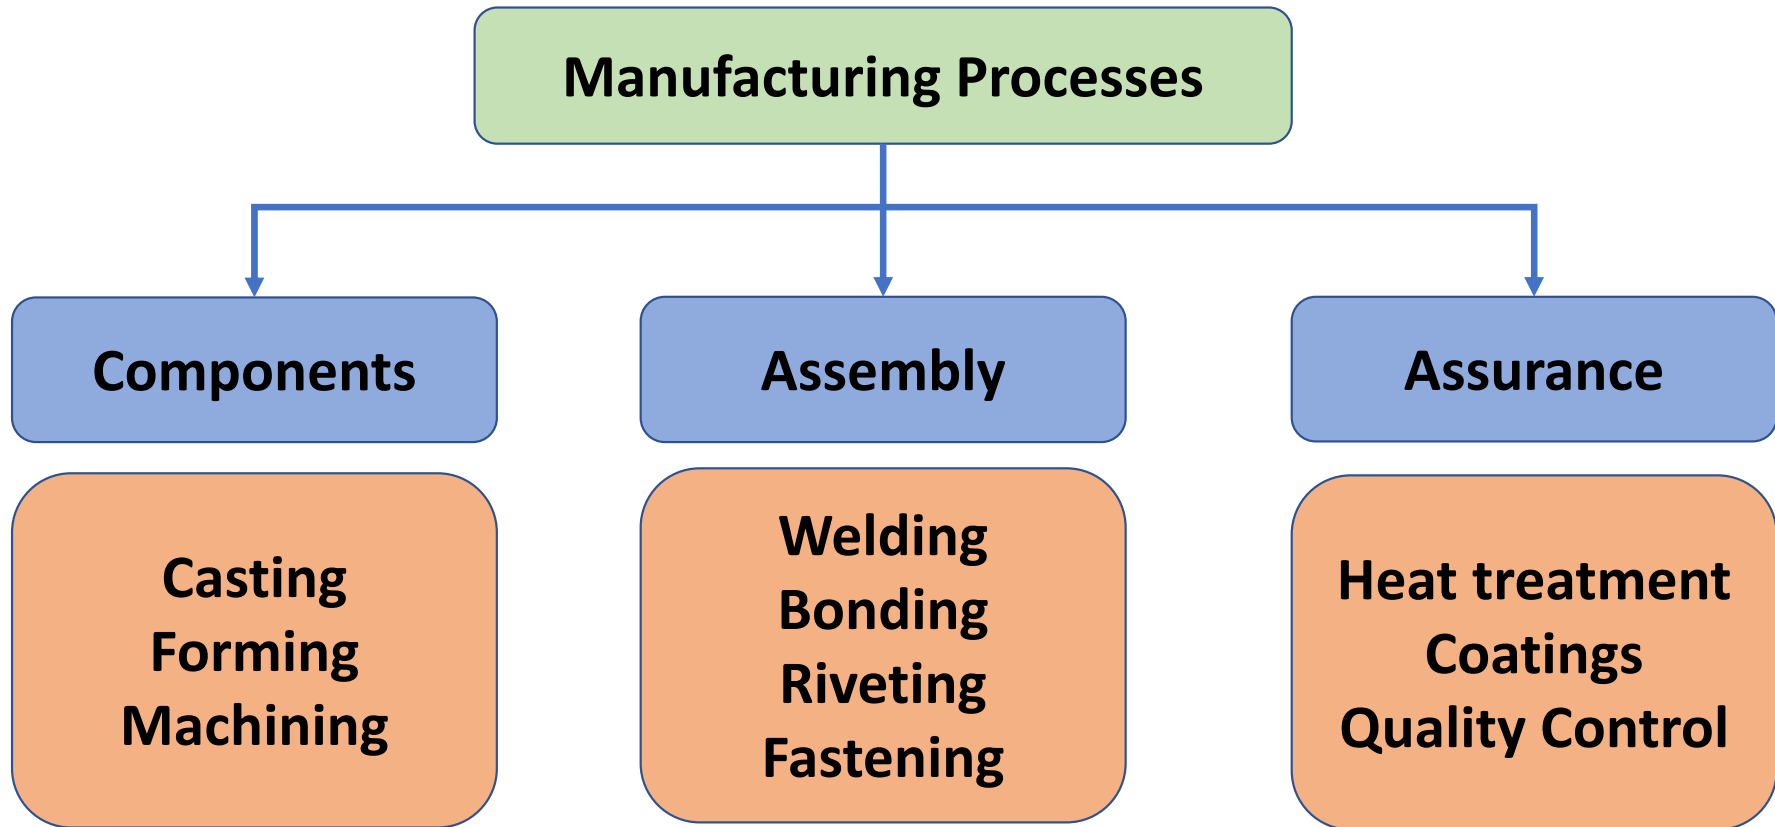 Manufacturing Processes
Components
Assembly
Assurance
Casting
Forming
Machining
Welding
Bonding
Riveting
Fastening
Heat treatment
Coatings
Quality Control